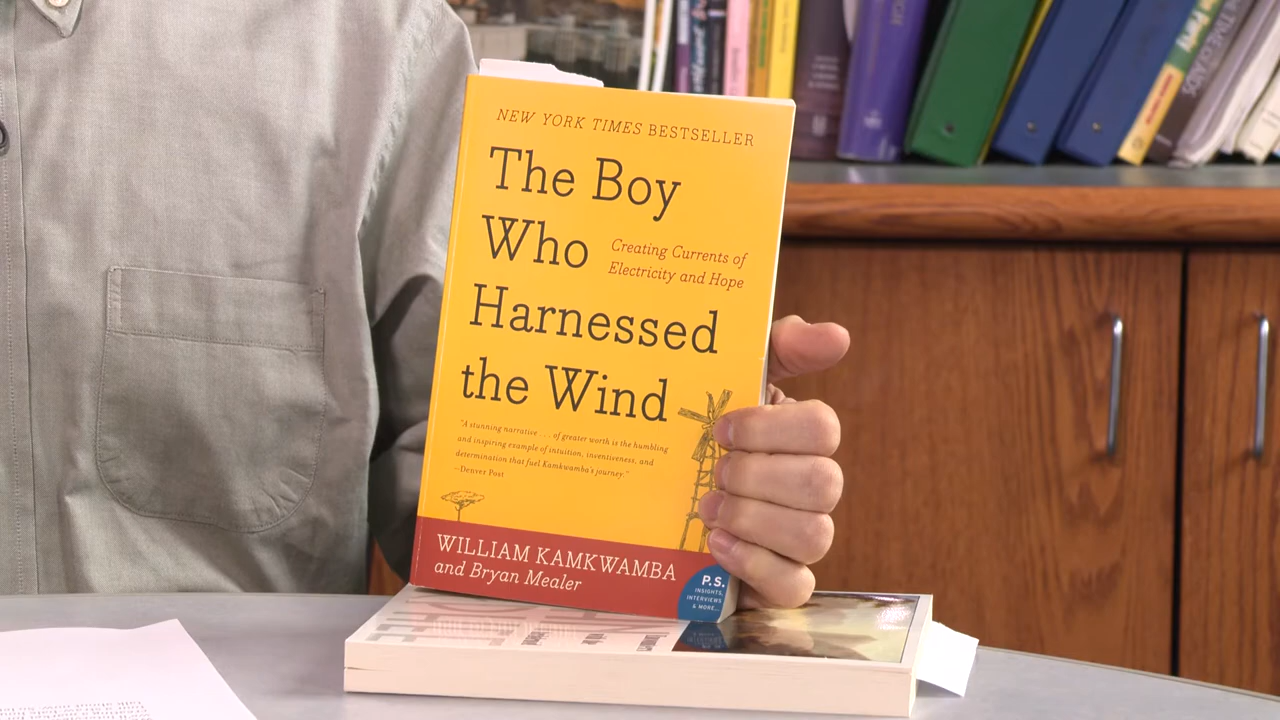 NEW YORK TIMES BESTSELLER
The Boy
Who
Creating Currents of
Electricity and Hope
Harnessed
the Wind
"A stunning narrative . . . of greater worth is the humbling
and inspiring example of intuition, inventiveness, and
determination that fuel Kamkwamba's journey."
—Denver Post
WILLIAM KAMKWAMBA
and Bryan Mealer
P.S.
INSIGHTS,
INTERVIEWS
& MORE...